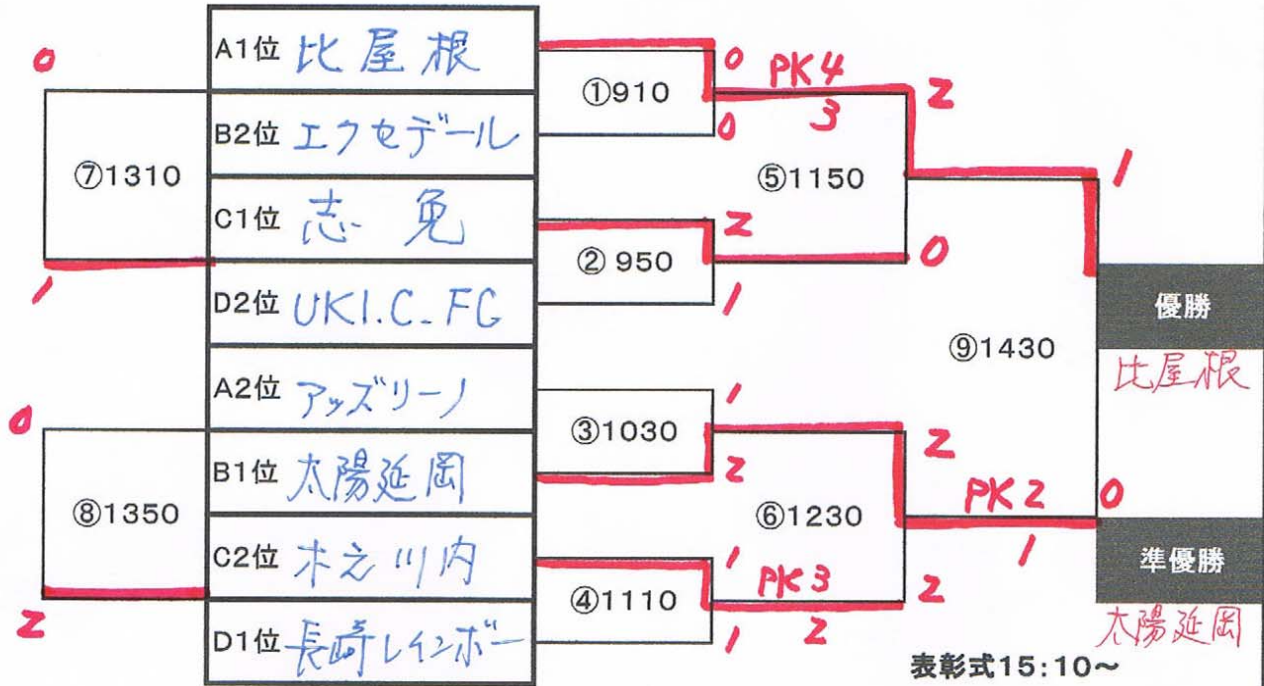 A1位 比屋根
B2位 エクセデール
C1位 志免
D2位 UKI.C.FC
A2位 アッズリーノ
B1位 太陽延岡
C2位 木之川内
D1位 長崎レインボー
0
⑦1310
1
0
⑧1350
2
0
①910
0
PK4
3
2
2
② 950
1
⑤1150
0
1
③1030
2
1
④1110
1
PK3
2
⑥1230
2
2
PK2
1
1
⑨1430
0
優勝
比屋根
準優勝
太陽延岡
表彰式15:10～